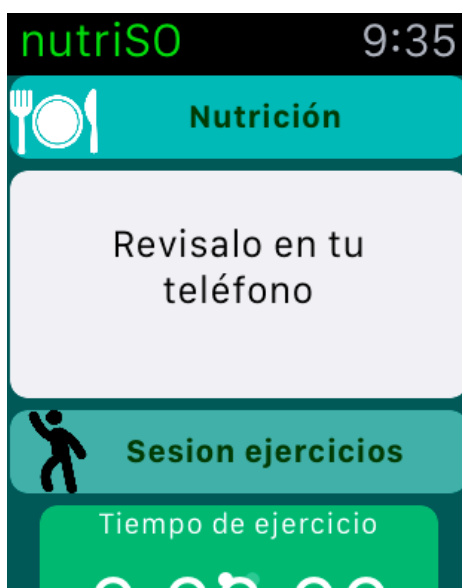 nutriSO 9:35
Nutrición
Revisalo en tu
teléfono
Sesion ejercicios
Tiempo de ejercicio